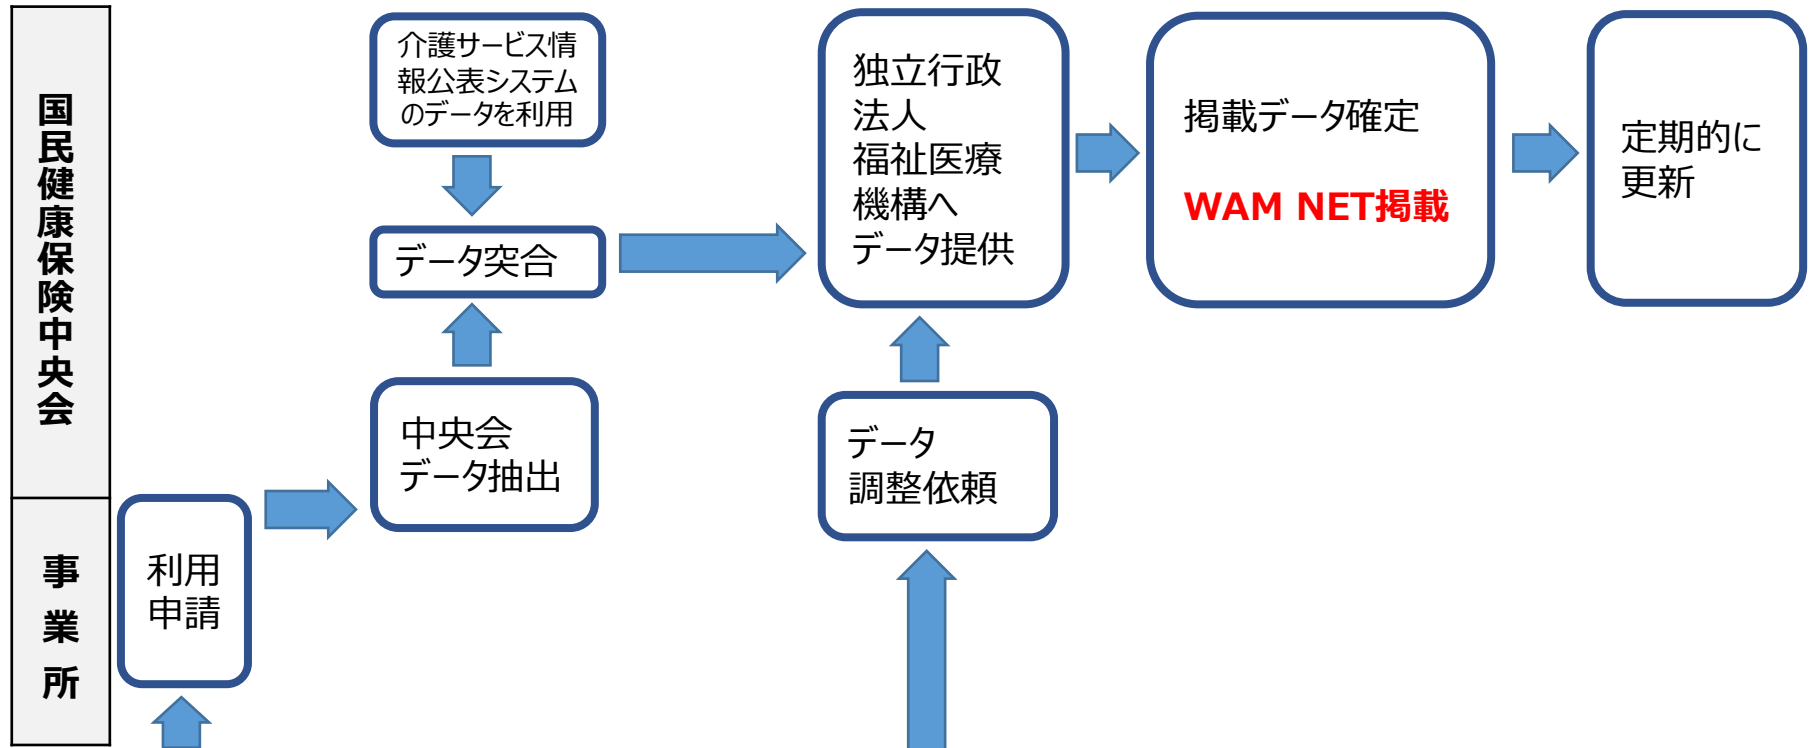 国民健康保険中央会
事業所
利用
申請
介護サービス情
報公表システム
のデータを利用
データ突合
中央会
データ抽出
独立行政
法人
福祉医療
機構へ
データ提供
データ
調整依頼
掲載データ確定
WAM NET掲載
定期的に
更新